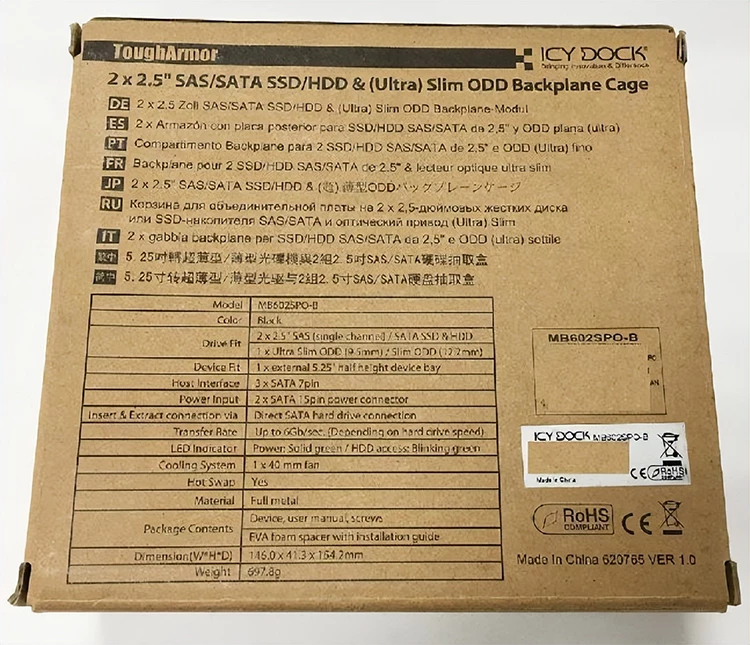 ToughArmor
ICY DOCK
Bringing Innovation & Difference
2 x 2.5" SAS/SATA SSD/HDD & (Ultra) Slim ODD Backplane Cage
DE 2 x 2.5 Zoll SAS/SATA SSD/HDD & (Ultra) Slim ODD Backplane-Modul
ES 2 x Armazón con placa posterior para SSD/HDD SAS/SATA de 2,5" y ODD plana (ultra)
PT Compartimento Backplane para 2 SSD/HDD SAS/SATA de 2,5" e ODD (Ultra) fino
FR Backplane pour 2 SSD/HDD SAS/SATA de 2.5" & lecteur optique ultra slim
JP 2 x 2.5" SAS/SATA SSD/HDD & (超) 薄型ODDバックプレーンケージ
RU Корзина для объединительной платы на 2 x 2,5-дюймовых жестких диска
или SSD-накопителя SAS/SATA и оптический привод (Ultra) Slim
IT 2 x gabbia backplane per SSD/HDD SAS/SATA da 2,5" e ODD (ultra) sottile
繁中 5.25吋轉超薄型/薄型光碟機與2組2.5吋SAS/SATA硬碟抽取盒
簡中 5.25寸转超薄型/薄型光驱与2组2.5寸SAS/SATA硬盘抽取盒
Model MB602SPO-B
Color Black
Drive Fit 2 x 2.5" SAS (single channel) / SATA SSD & HDD
1 x Ultra Slim ODD (9.5mm) / Slim ODD (12.7mm)
Device Fit 1 x external 5.25" half height device bay
Host Interface 3 x SATA 7pin
Power Input 2 x SATA 15pin power connector
Insert & Extract connection via Direct SATA hard drive connection
Transfer Rate Up to 6Gb/sec. (Depending on hard drive speed)
LED Indicator Power: Solid green / HDD access: Blinking green
Cooling System 1 x 40 mm fan
Hot Swap Yes
Material Full metal
Package Contents Device, user manual, screws
EVA foam spacer with installation guide
Dimension(W*H*D) 146.0 x 41.3 x 154.2mm
Weight 697.8g
MB602SPO-B
PO
I
AN
ICY DOCK MB602SPO-B
CE RoHS
Made in China
RoHS
COMPLIANT
CE
Made In China 620765 VER 1.0